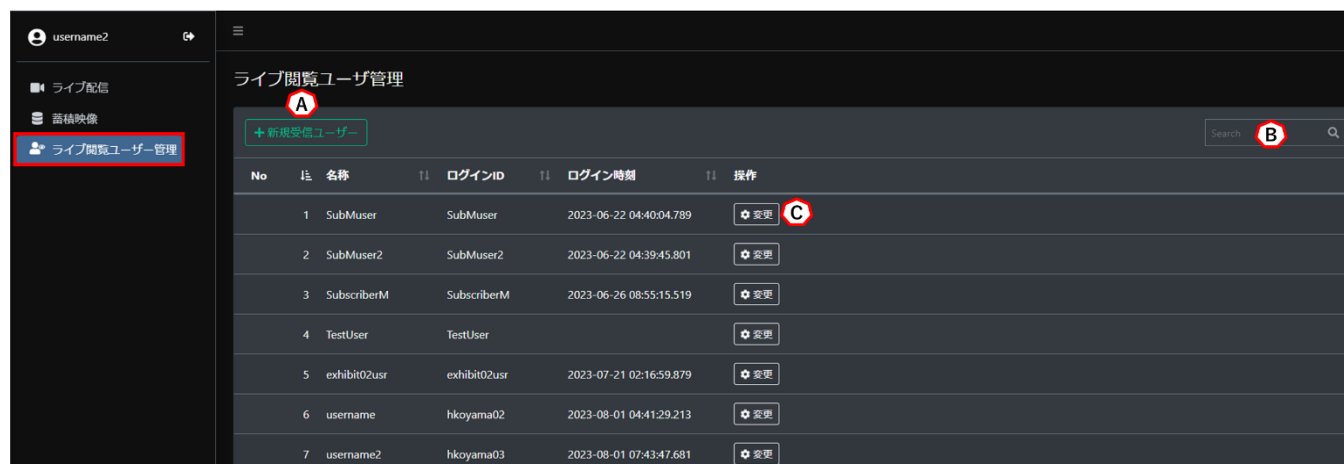 username2
ライブ配信
蓄積映像
ライブ閲覧ユーザー管理
ライブ閲覧ユーザ管理
A
+新規受信ユーザー
Search
B
No 名称 ログインID ログイン時刻 操作
1 SubMuser SubMuser 2023-06-22 04:40:04.789 変更 C
2 SubMuser2 SubMuser2 2023-06-22 04:39:45.801 変更
3 SubscriberM SubscriberM 2023-06-26 08:55:15.519 変更
4 TestUser TestUser 変更
5 exhibit02usr exhibit02usr 2023-07-21 02:16:59.879 変更
6 username hkoyama02 2023-08-01 04:41:29.213 変更
7 username2 hkoyama03 2023-08-01 07:43:47.681 変更